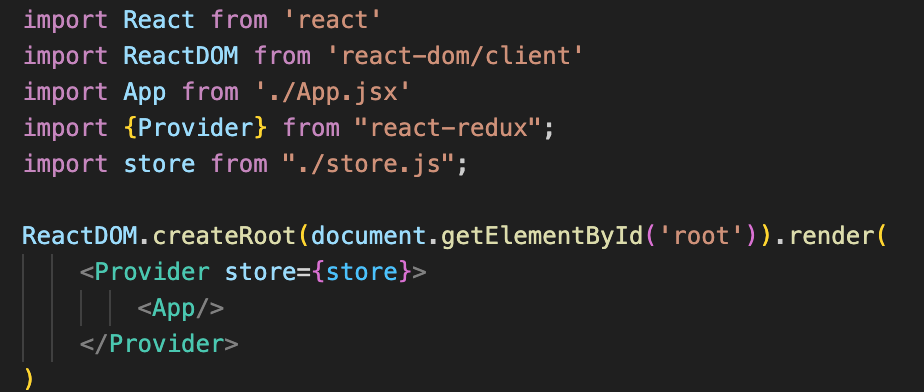 import React from 'react'
import ReactDOM from 'react-dom/client'
import App from './App.jsx'
import {Provider} from "react-redux";
import store from "./store.js";

ReactDOM.createRoot(document.getElementById('root')).render(
    <Provider store={store}>
        <App/>
    </Provider>
)